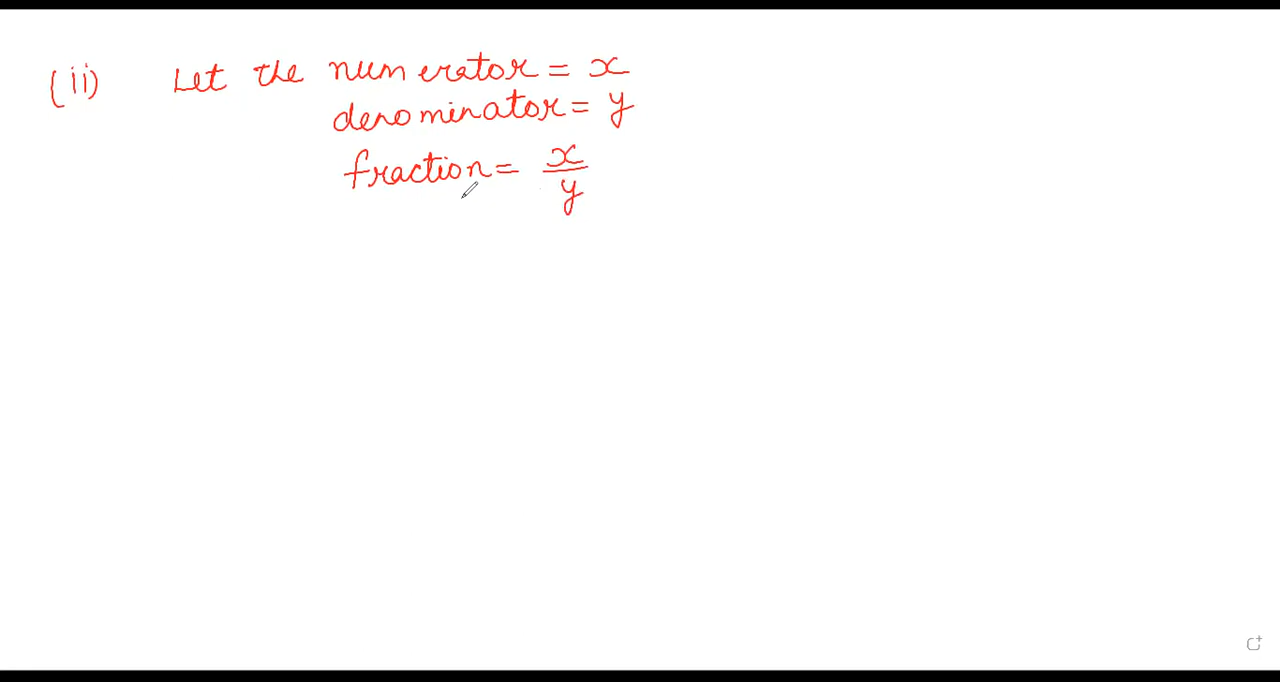 (ii) Let the numerator = x
denominator = y
fraction = x/y